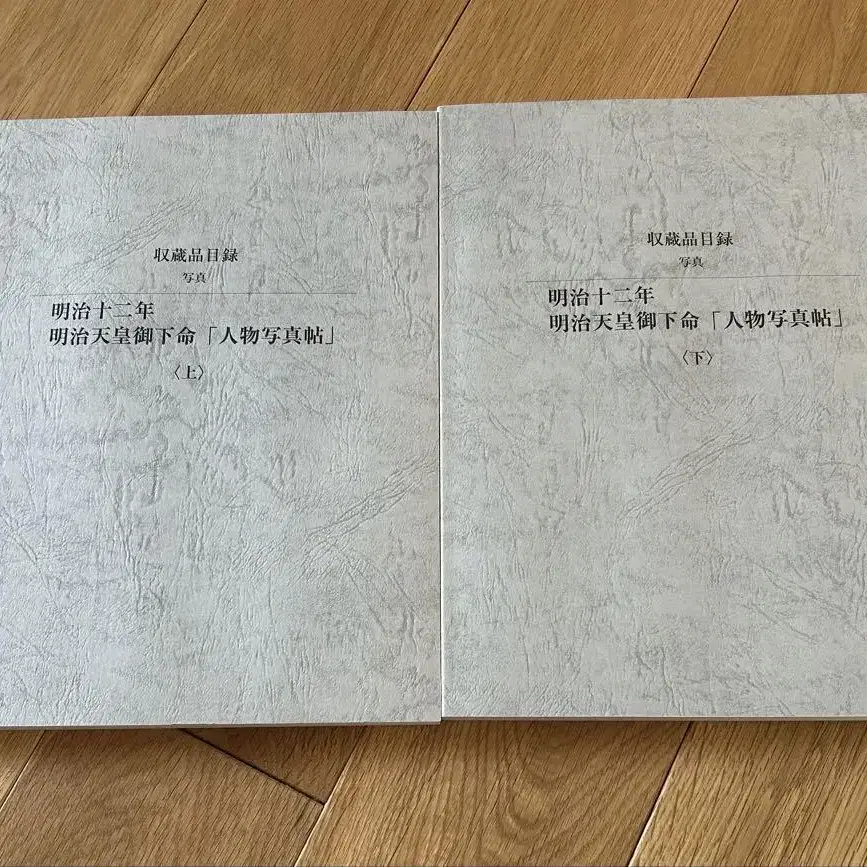 収蔵品目録
写真
明治十二年
明治天皇御下命「人物写真帖」
〈上〉
収蔵品目録
写真
明治十二年
明治天皇御下命「人物写真帖」
〈下〉